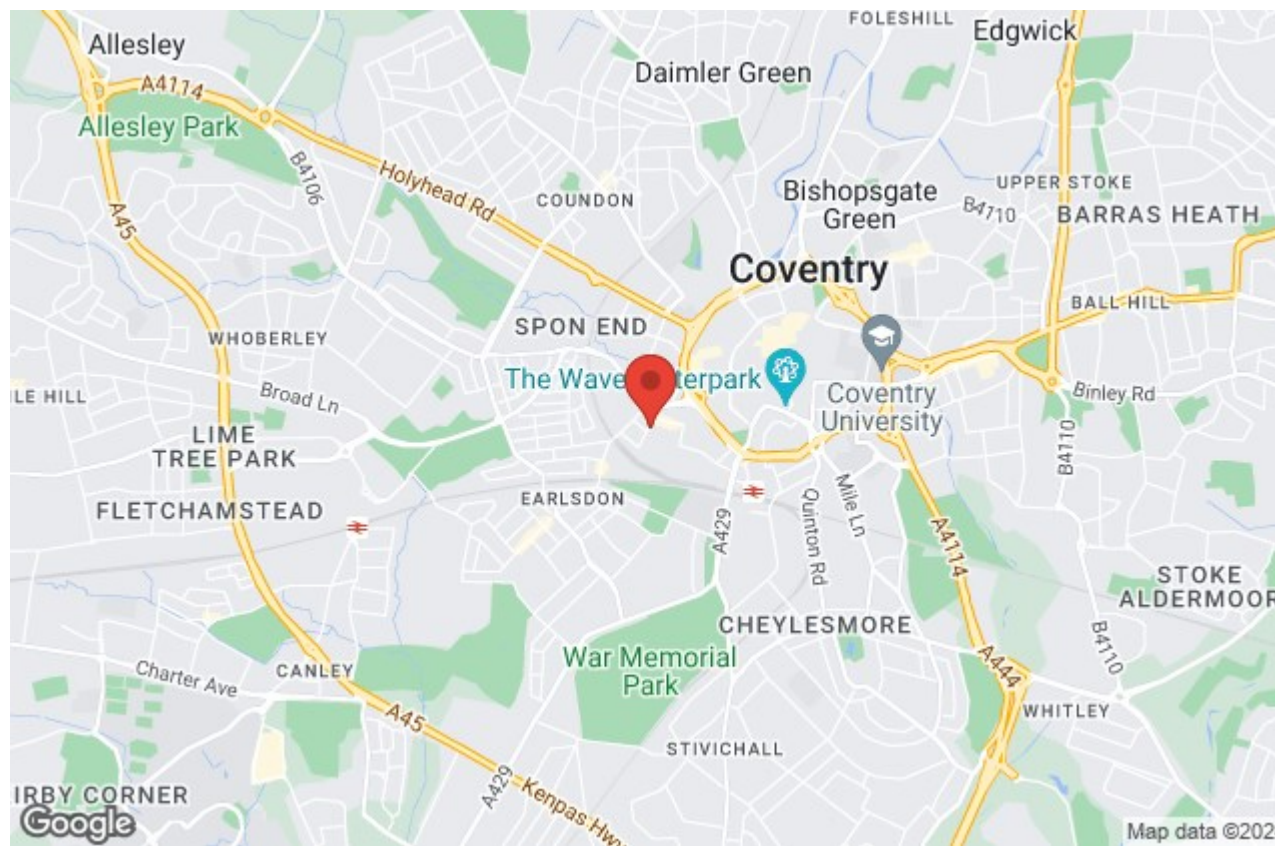 FOLESHILL
Edgwick
Allesley
Daimler Green
A4114
Allesley Park
B4106
Holyhead Rd
COUNDON
Bishopsgate
Green
UPPER STOKE
B4710
BARRAS HEATH
A45
Coventry
BALL HILL
SPON END
WHOBERLEY
The Wave
terpark
Coventry
University
Binley Rd
Broad Ln
LE HILL
LIME
TREE PARK
B4110
EARLSDON
FLETCHAMSTEAD
A429
Quinton Rd
Mile Ln
A4114
STOKE
ALDERMOOR
CHEYLESMORE
War Memorial
Park
B4110
A444
CANLEY
Charter Ave
WHITLEY
A45
STIVICHALL
A429
Kenpas Hwy
IRBY CORNER
Google
Map data ©202